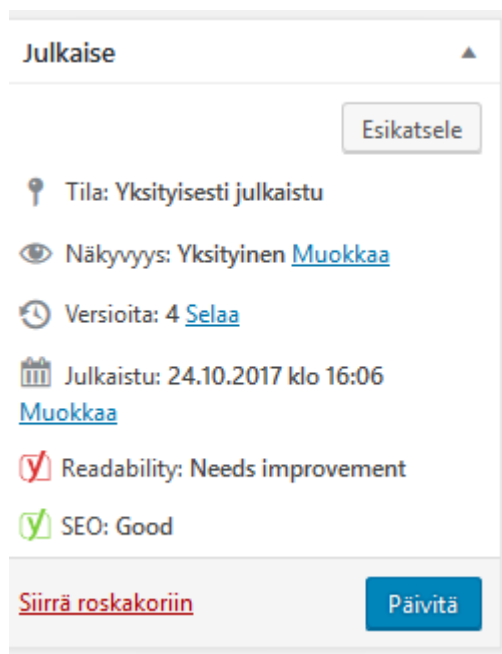 Julkaise
Esikatsele
Tila: Yksityisesti julkaistu
Näkyvyys: Yksityinen Muokkaa
Versioita: 4 Selaa
Julkaistu: 24.10.2017 klo 16:06
Muokkaa
Readability: Needs improvement
SEO: Good
Siirrä roskakoriin
Päivitä